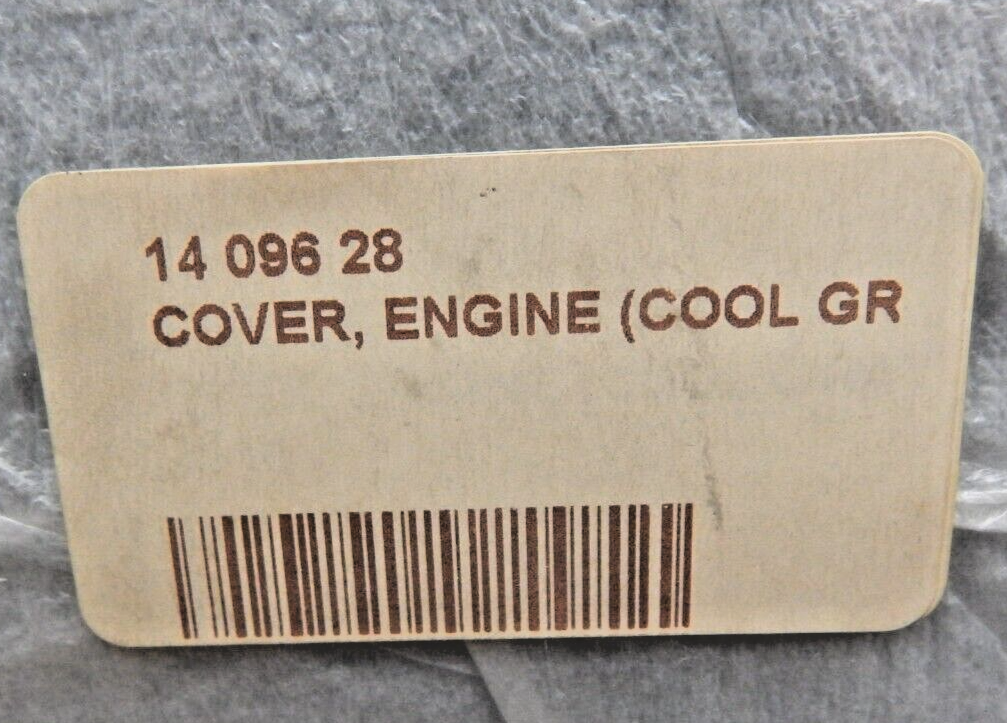 14 096 28
COVER, ENGINE (COOL GR